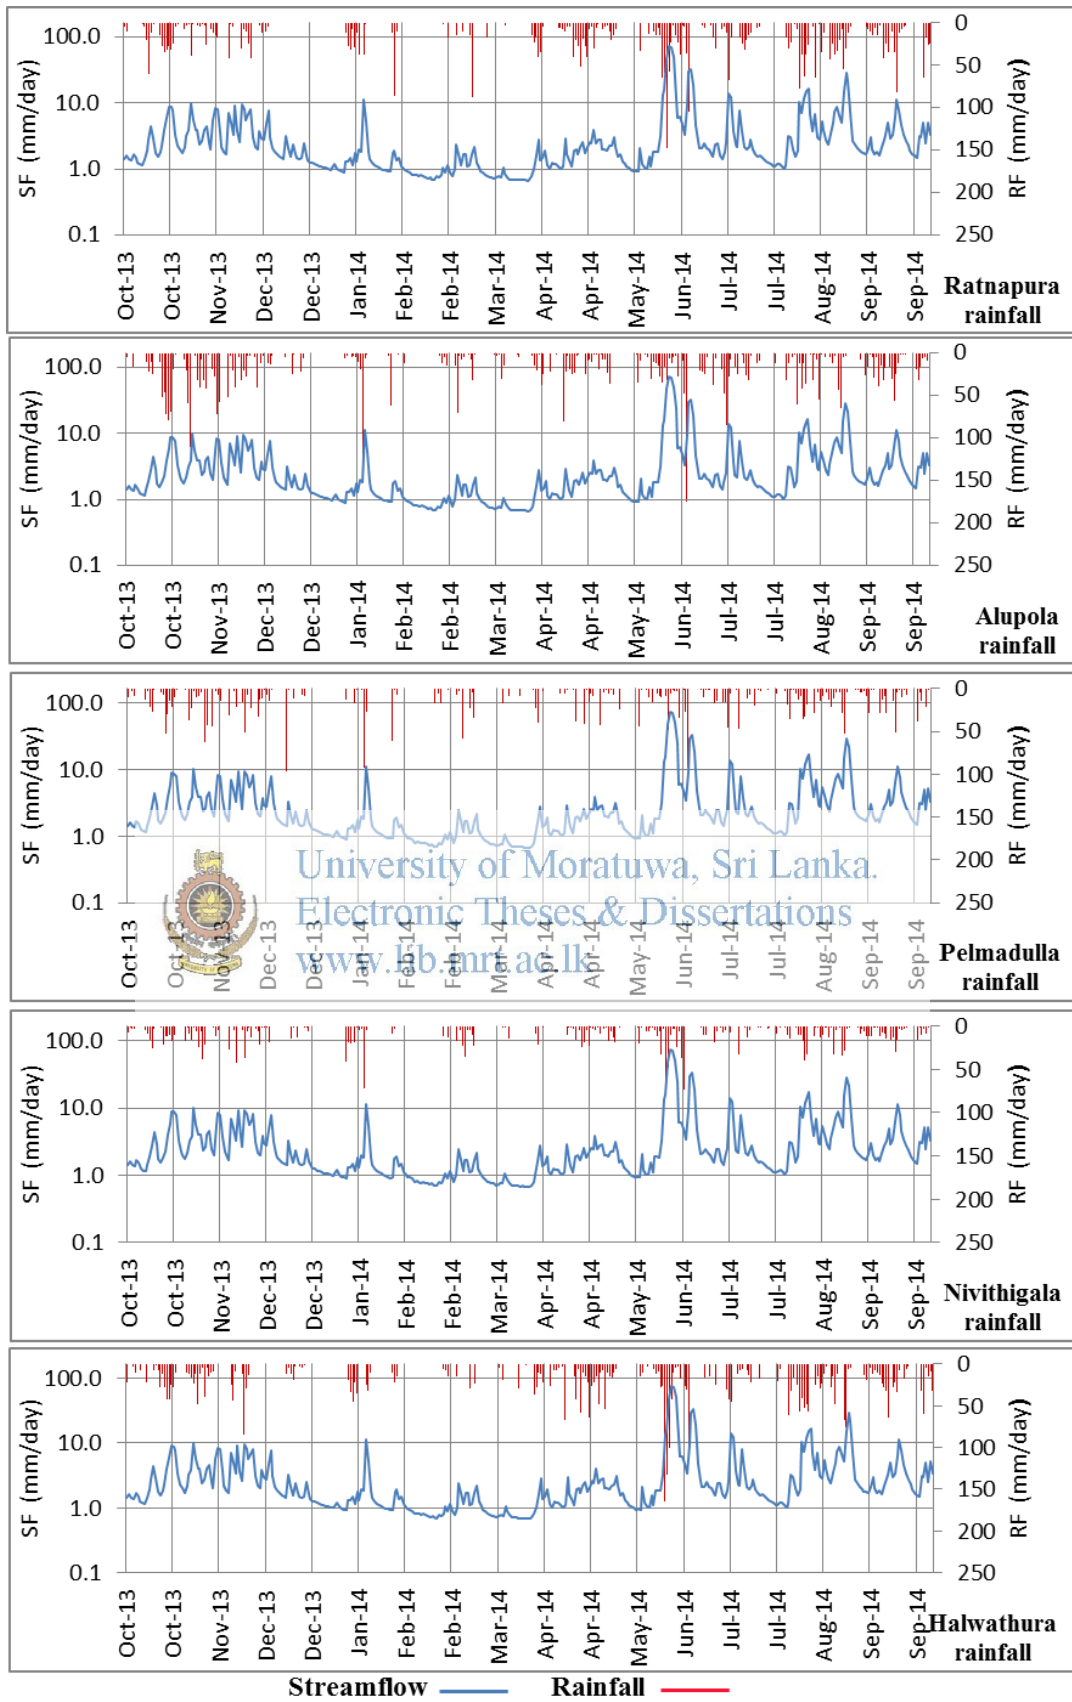 SF (mm/day)
100.0
10.0
1.0
0.1
0
50
100
150
200
250
RF (mm/day)
Oct-13
Oct-13
Nov-13
Dec-13
Dec-13
Jan-14
Feb-14
Feb-14
Mar-14
Apr-14
Apr-14
May-14
Jun-14
Jul-14
Jul-14
Aug-14
Sep-14
Sep-14
Ratnapura
rainfall
SF (mm/day)
100.0
10.0
1.0
0.1
0
50
100
150
200
250
RF (mm/day)
Oct-13
Oct-13
Nov-13
Dec-13
Dec-13
Jan-14
Feb-14
Feb-14
Mar-14
Apr-14
Apr-14
May-14
Jun-14
Jul-14
Jul-14
Aug-14
Sep-14
Sep-14
Alupola
rainfall
SF (mm/day)
100.0
10.0
1.0
0.1
0
50
100
150
200
250
RF (mm/day)
University of Moratuwa, Sri Lanka.
Electronic Theses & Dissertations
www.lib.mrt.ac.lk
Oct-13
Oct-13
Nov-13
Dec-13
Dec-13
Jan-14
Feb-14
Feb-14
Mar-14
Apr-14
Apr-14
May-14
Jun-14
Jul-14
Jul-14
Aug-14
Sep-14
Sep-14
Pelmadulla
rainfall
SF (mm/day)
100.0
10.0
1.0
0.1
0
50
100
150
200
250
RF (mm/day)
Oct-13
Oct-13
Nov-13
Dec-13
Dec-13
Jan-14
Feb-14
Feb-14
Mar-14
Apr-14
Apr-14
May-14
Jun-14
Jul-14
Jul-14
Aug-14
Sep-14
Sep-14
Nivithigala
rainfall
SF (mm/day)
100.0
10.0
1.0
0.1
0
50
100
150
200
250
RF (mm/day)
Oct-13
Oct-13
Nov-13
Dec-13
Dec-13
Jan-14
Feb-14
Feb-14
Mar-14
Apr-14
Apr-14
May-14
Jun-14
Jul-14
Jul-14
Aug-14
Sep-14
Sep-14
Halwathura
rainfall
Streamflow
Rainfall